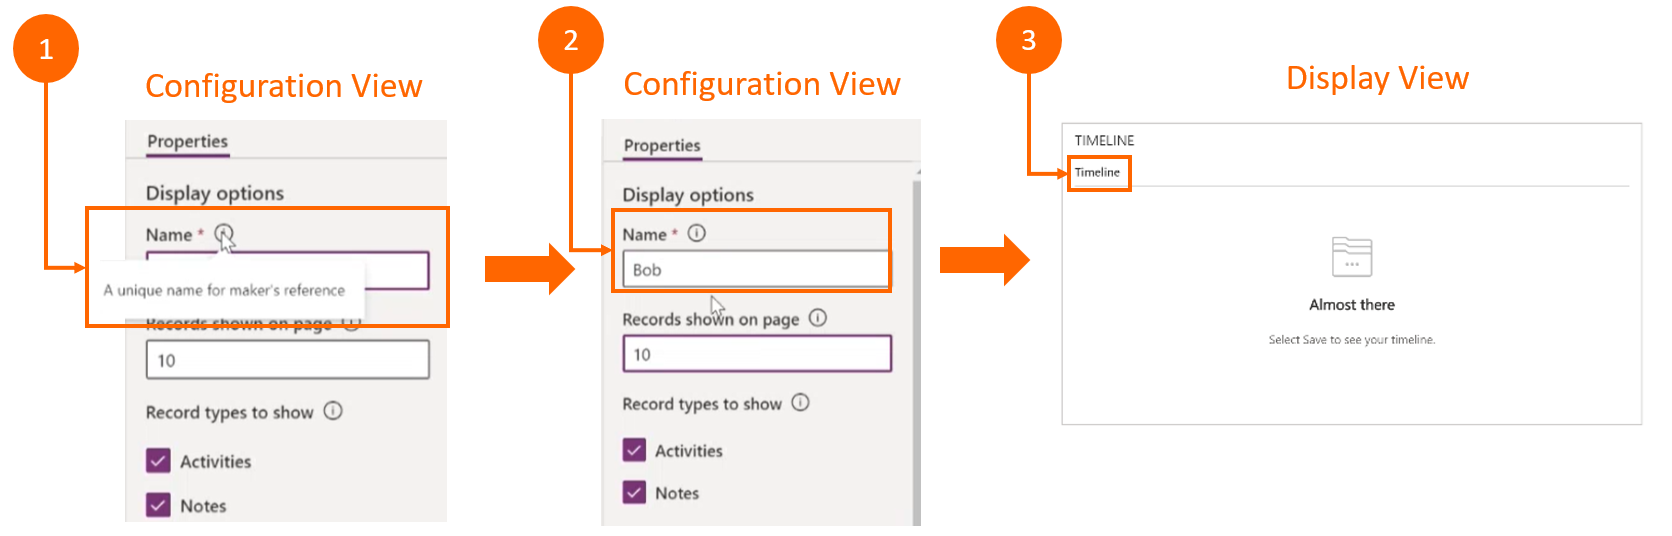 1
Configuration View
Properties
Display options
Name *
A unique name for maker's reference
Records shown on page
10
Record types to show
Activities
Notes
2
Configuration View
Properties
Display options
Name *
Bob
Records shown on page
10
Record types to show
Activities
Notes
3
Display View
TIMELINE
Timeline
Almost there
Select Save to see your timeline.